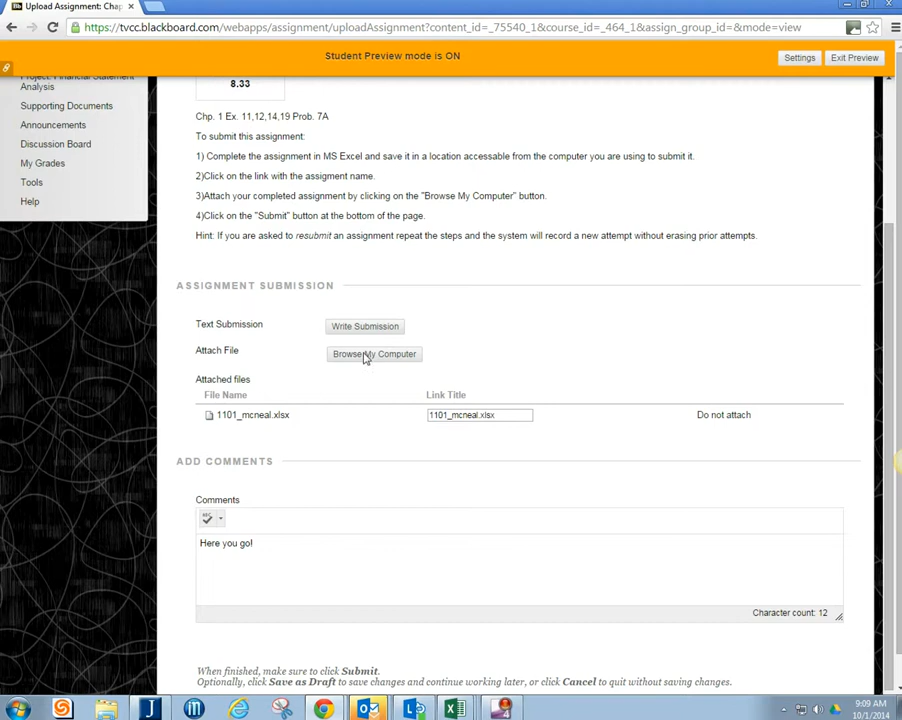 Upload Assignment: Chap
https://tvcc.blackboard.com/webapps/assignment/uploadAssignment?content_id=_75540_1&course_id=_464_1&assign_group_id=&mode=view
Student Preview mode is ON
Settings
Exit Preview
Project: Financial Statement
Analysis
Supporting Documents
Announcements
Discussion Board
My Grades
Tools
Help
8.33
Chp. 1 Ex. 11,12,14,19 Prob. 7A
To submit this assignment:
1) Complete the assignment in MS Excel and save it in a location accessable from the computer you are using to submit it.
2)Click on the link with the assigment name.
3)Attach your completed assignment by clicking on the "Browse My Computer" button.
4)Click on the "Submit" button at the bottom of the page.
Hint: If you are asked to resubmit an assignment repeat the steps and the system will record a new attempt without erasing prior attempts.
ASSIGNMENT SUBMISSION
Text Submission
Write Submission
Attach File
Browse My Computer
Attached files
File Name
Link Title
1101_mcneal.xlsx
1101_mcneal.xlsx
Do not attach
ADD COMMENTS
Comments
ABC
Here you go!
Character count: 12
When finished, make sure to click Submit.
Optionally, click Save as Draft to save changes and continue working later, or click Cancel to quit without saving changes.
9:09 AM
10/1/2014